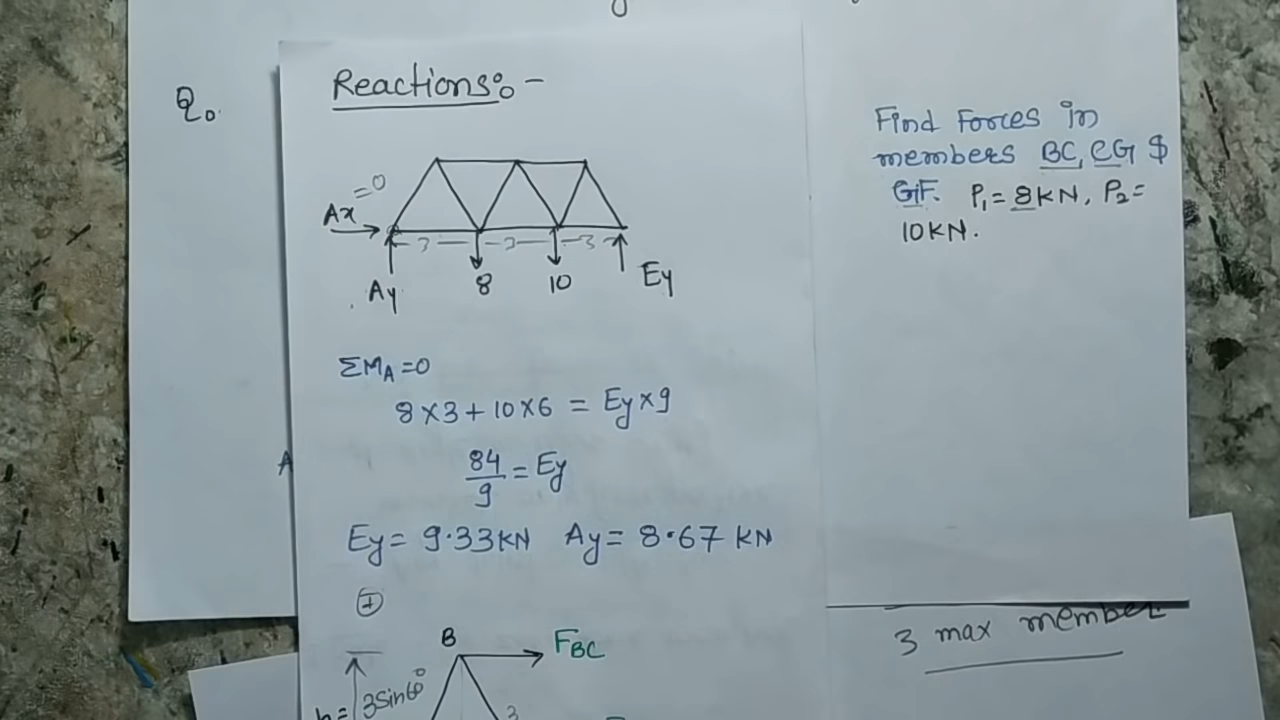 Q.
Reactions:-
Ax
=0
3
3
3
Ay
8
10
Ey
ΣMA=0
8×3+10×6 = Ey×9
84/9 = Ey
Ey= 9.33KN Ay= 8.67 KN
I
B
FBC
h=
3sin60°
3
A
Find Forces in
members BC, CG $
GF. P1= 8KN, P2=
10KN.
3 max member